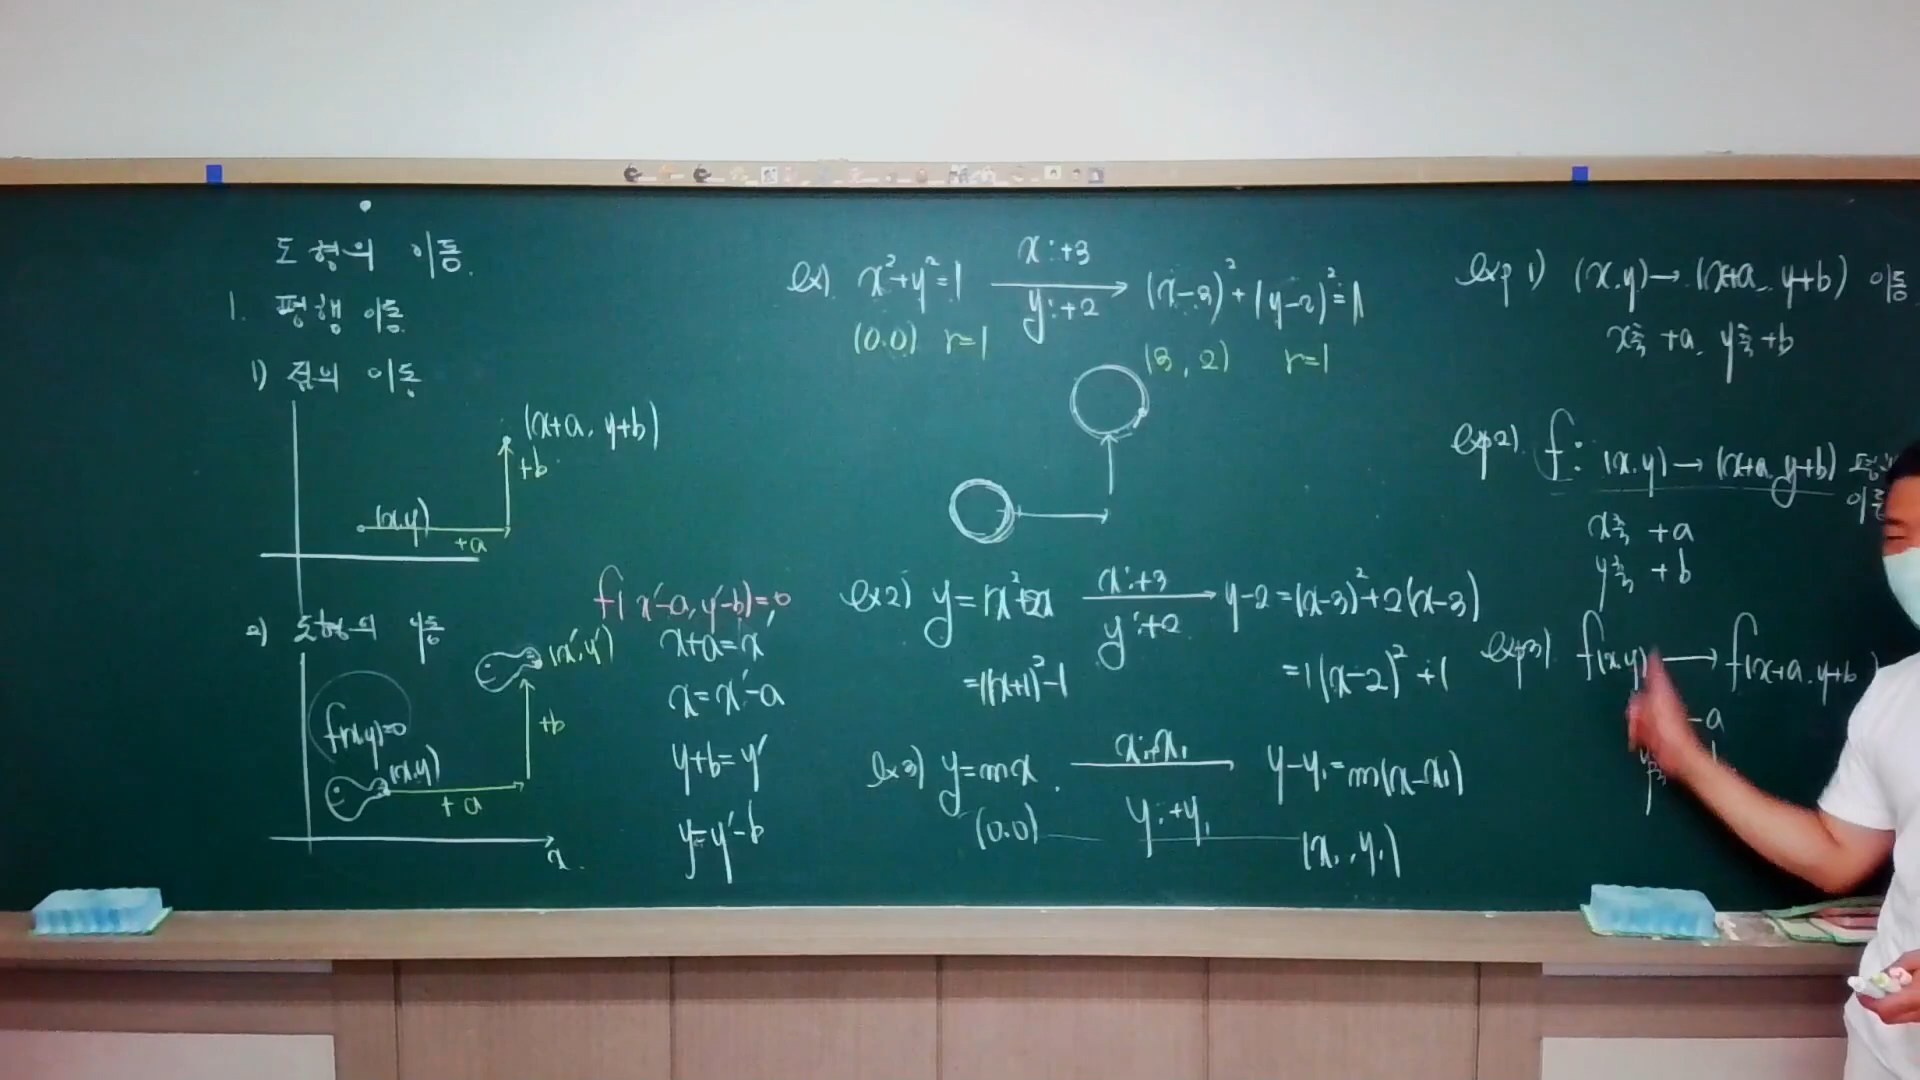 도형의 이동.
1. 평행 이동
1) 점의 이동
(x+a, y+b)
+b
(x,y)
+a
2) 도형의 이동
f(x'-a, y'-b)=0
(x', y')
x+a=x'
x=x'-a
f(x,y)=0
+b
(x,y)
+a
y+b=y'
y=y'-b
x
ex) x²+y²=1
x:+3
y:+2
(x-3)²+(y-2)²=1
(0.0) r=1
(3, 2) r=1
ex2) y=x²+2x
x:+3
y:+2
y-2=(x-3)²+2(x-3)
=(x+1)²-1
=1(x-2)²+1
ex3) y=mx
x:+x₁
y:+y₁
y-y₁=m(x-x₁)
(0.0)
(x₁, y₁)
exp 1) (x,y)→(x+a, y+b) 이동
x축 +a, y축 +b
exp2) f: (x,y)→(x+a, y+b)
x축 +a
y축 +b
exp3) f(x,y)→f(x+a, y+b)
-a